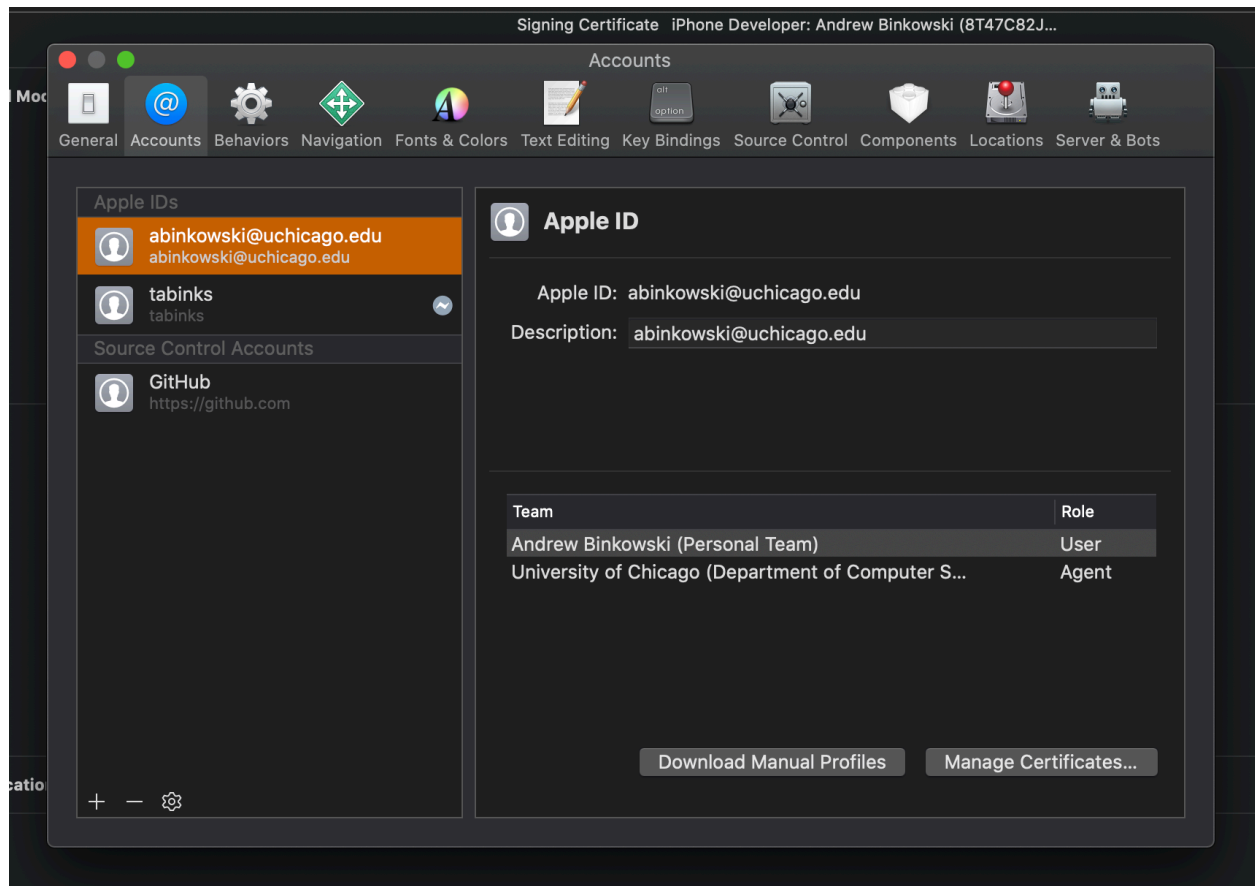 Signing Certificate iPhone Developer: Andrew Binkowski (8T47C82J...
Accounts
l Mod
@
alt
option
General Accounts Behaviors Navigation Fonts & Colors Text Editing Key Bindings Source Control Components Locations Server & Bots
Apple IDs
abinkowski@uchicago.edu
abinkowski@uchicago.edu
tabinks
tabinks
Source Control Accounts
GitHub
https://github.com
Apple ID
Apple ID: abinkowski@uchicago.edu
Description: abinkowski@uchicago.edu
Team Role
Andrew Binkowski (Personal Team) User
University of Chicago (Department of Computer S... Agent
Download Manual Profiles Manage Certificates...
catio